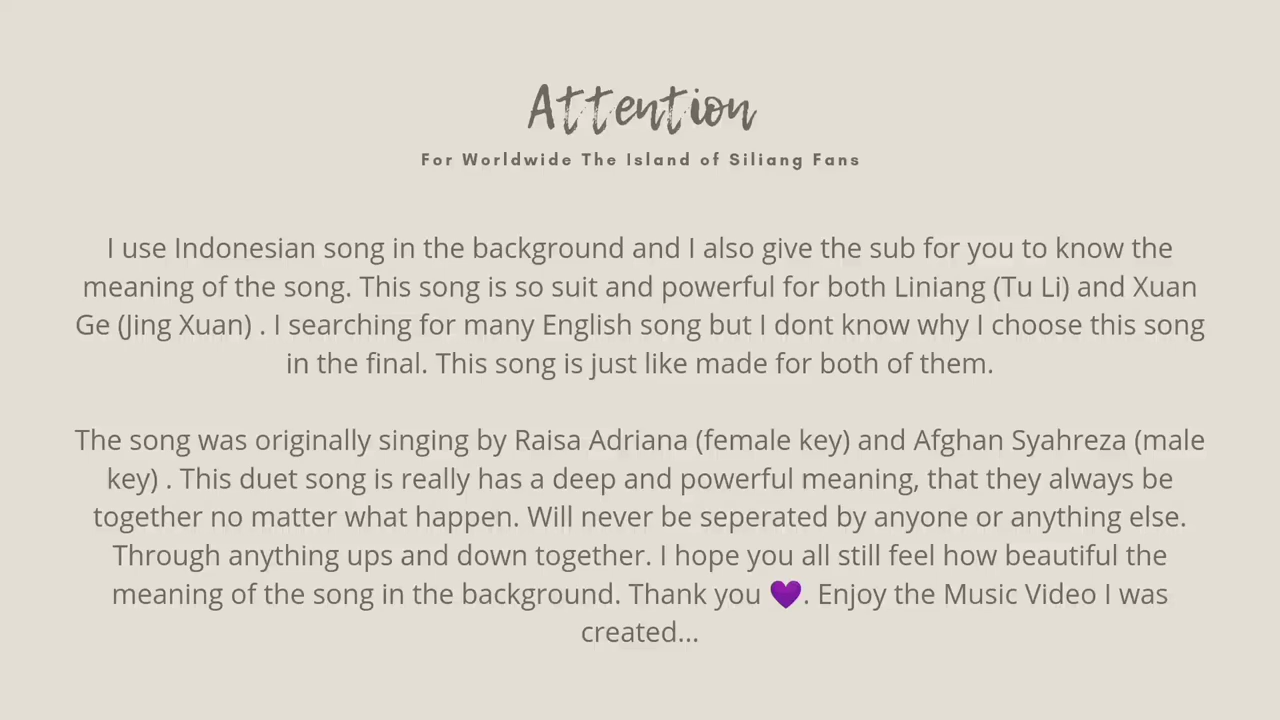 Attention
For Worldwide The Island of Siliang Fans
I use Indonesian song in the background and I also give the sub for you to know the
meaning of the song. This song is so suit and powerful for both Liniang (Tu Li) and Xuan
Ge (Jing Xuan) . I searching for many English song but I dont know why I choose this song
in the final. This song is just like made for both of them.
The song was originally singing by Raisa Adriana (female key) and Afghan Syahreza (male
key) . This duet song is really has a deep and powerful meaning, that they always be
together no matter what happen. Will never be seperated by anyone or anything else.
Through anything ups and down together. I hope you all still feel how beautiful the
meaning of the song in the background. Thank you 💜. Enjoy the Music Video I was
created...